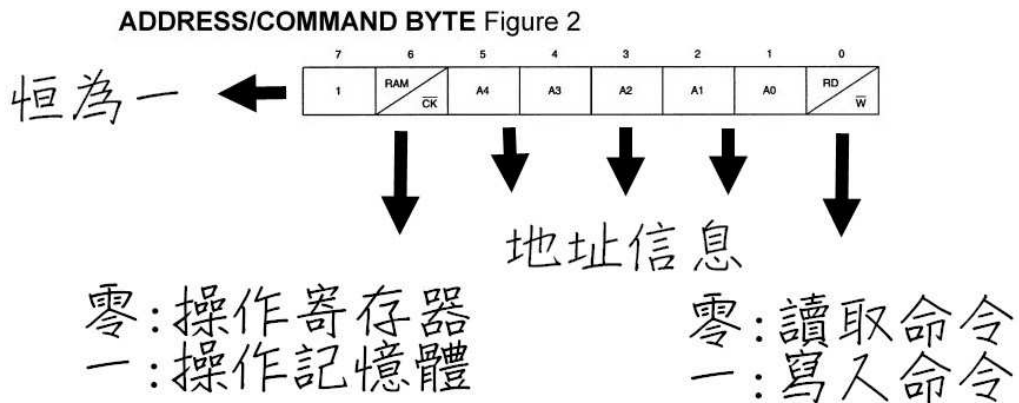 ADDRESS/COMMAND BYTE Figure 2
7 6 5 4 3 2 1 0
1 RAM/C̅K̅ A4 A3 A2 A1 A0 RD/W̅
恒為一
地址信息
零:操作寄存器
一:操作記憶體
零:讀取命令
一:寫入命令